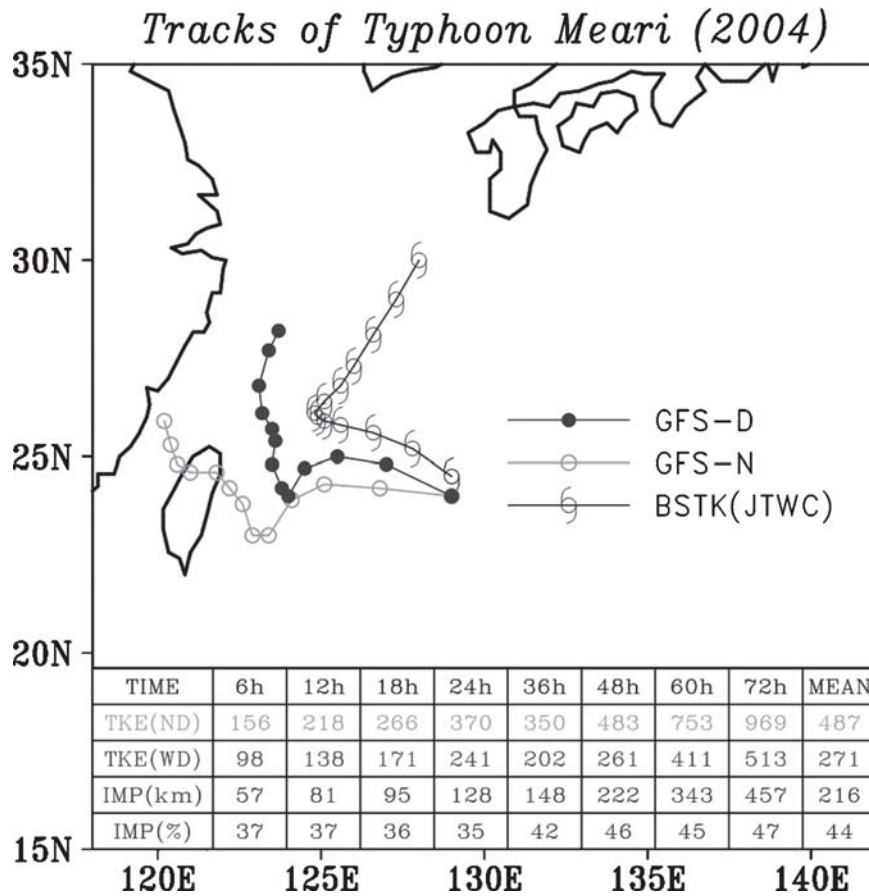 Tracks of Typhoon Meari (2004)
35N
30N
25N
20N
15N
GFS-D
GFS-N
BSTK(JTWC)
TIME 6h 12h 18h 24h 36h 48h 60h 72h MEAN
TKE(ND) 156 218 266 370 350 483 753 969 487
TKE(WD) 98 138 171 241 202 261 411 513 271
IMP(km) 57 81 95 128 148 222 343 457 216
IMP(%) 37 37 36 35 42 46 45 47 44
120E 125E 130E 135E 140E